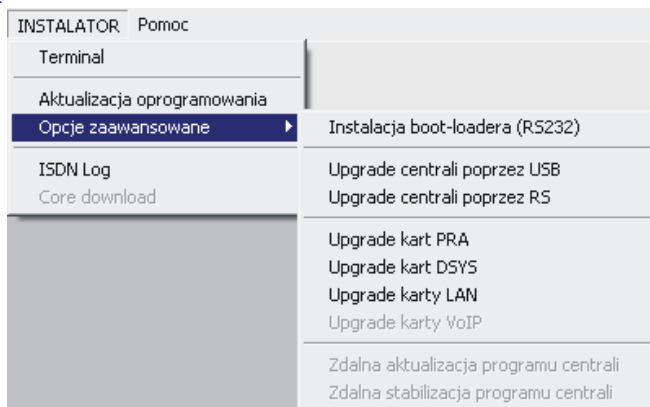 INSTALATOR Pomoc
Terminal
Aktualizacja oprogramowania
Opcje zaawansowane
ISDN Log
Core download
Instalacja boot-loadera (RS232)
Upgrade centrali poprzez USB
Upgrade centrali poprzez RS
Upgrade kart PRA
Upgrade kart DSYS
Upgrade karty LAN
Upgrade karty VoIP
Zdalna aktualizacja programu centrali
Zdalna stabilizacja programu centrali